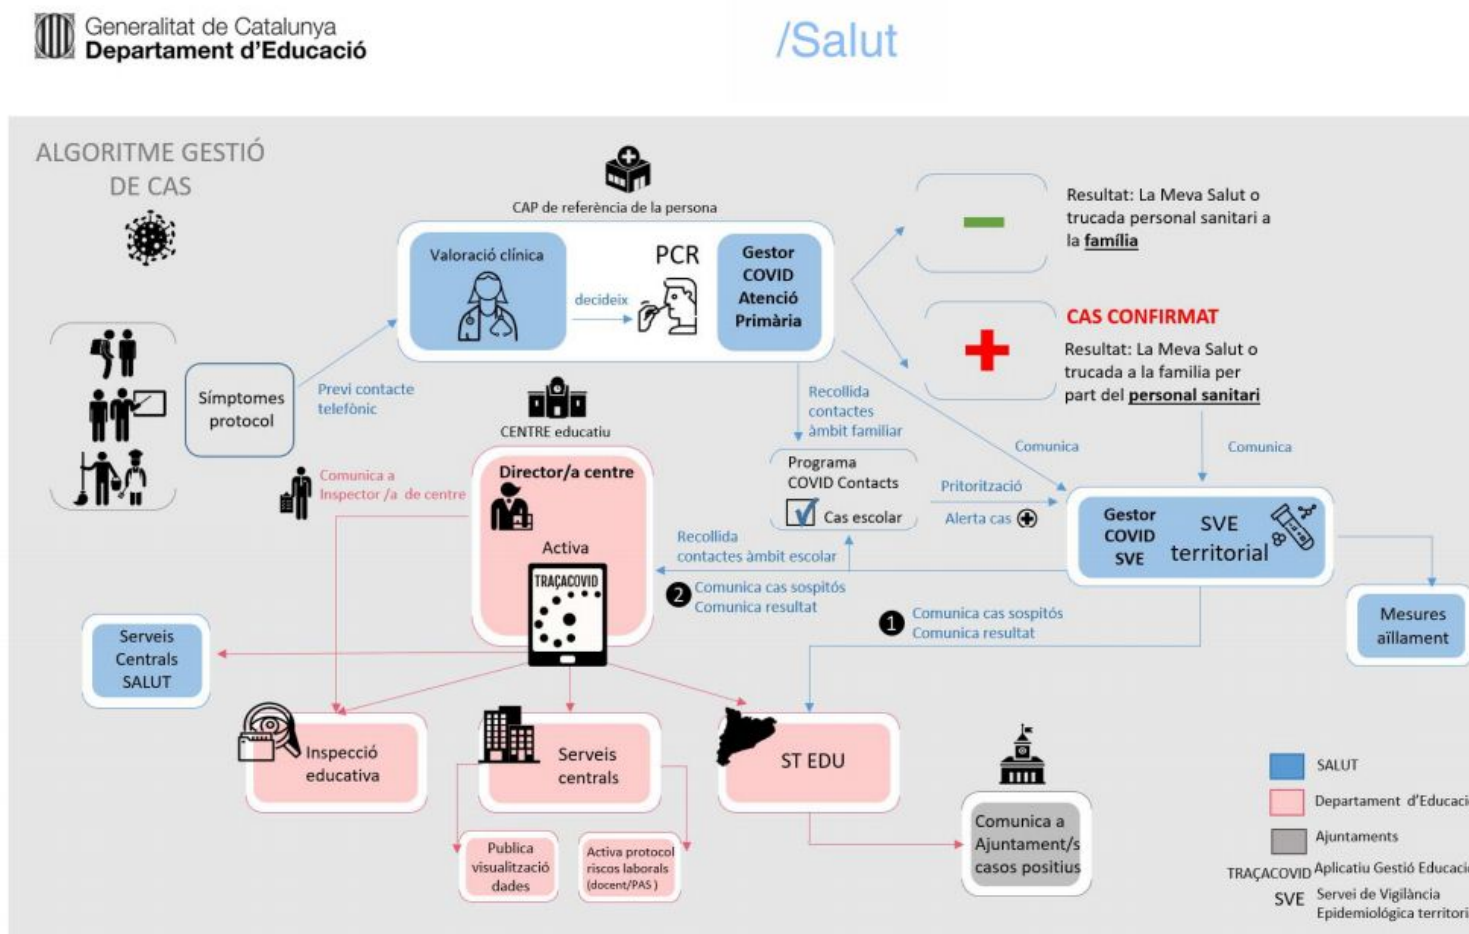 Generalitat de Catalunya
Departament d'Educació
/Salut
ALGORITME GESTIÓ
DE CAS
CAP de referència de la persona
Valoració clínica
decideix
PCR
Gestor
COVID
Atenció
Primària
Resultat: La Meva Salut o
trucada personal sanitari a
la família
CAS CONFIRMAT
Resultat: La Meva Salut o
trucada a la familia per
part del personal sanitari
Símptomes
protocol
Previ contacte
telefònic
CENTRE educatiu
Recollida
contactes
àmbit familiar
Comunica
Comunica
Comunica a
Inspector /a de centre
Director/a centre
Activa
TRAÇACOVID
Programa
COVID Contacts
Cas escolar
Pritorització
Alerta cas
Gestor
COVID
SVE
SVE
territorial
Recollida
contactes àmbit escolar
2 Comunica cas sospitós
Comunica resultat
1 Comunica cas sospitós
Comunica resultat
Mesures
aïllament
Serveis
Centrals
SALUT
Inspecció
educativa
Serveis
centrals
ST EDU
Publica
visualització
dades
Activa protocol
riscos laborals
(docent/PAS )
Comunica a
Ajuntament/s
casos positius
SALUT
Departament d'Educació
Ajuntaments
TRAÇACOVID Aplicatiu Gestió Educació
SVE Servei de Vigilància
Epidemiológica territori